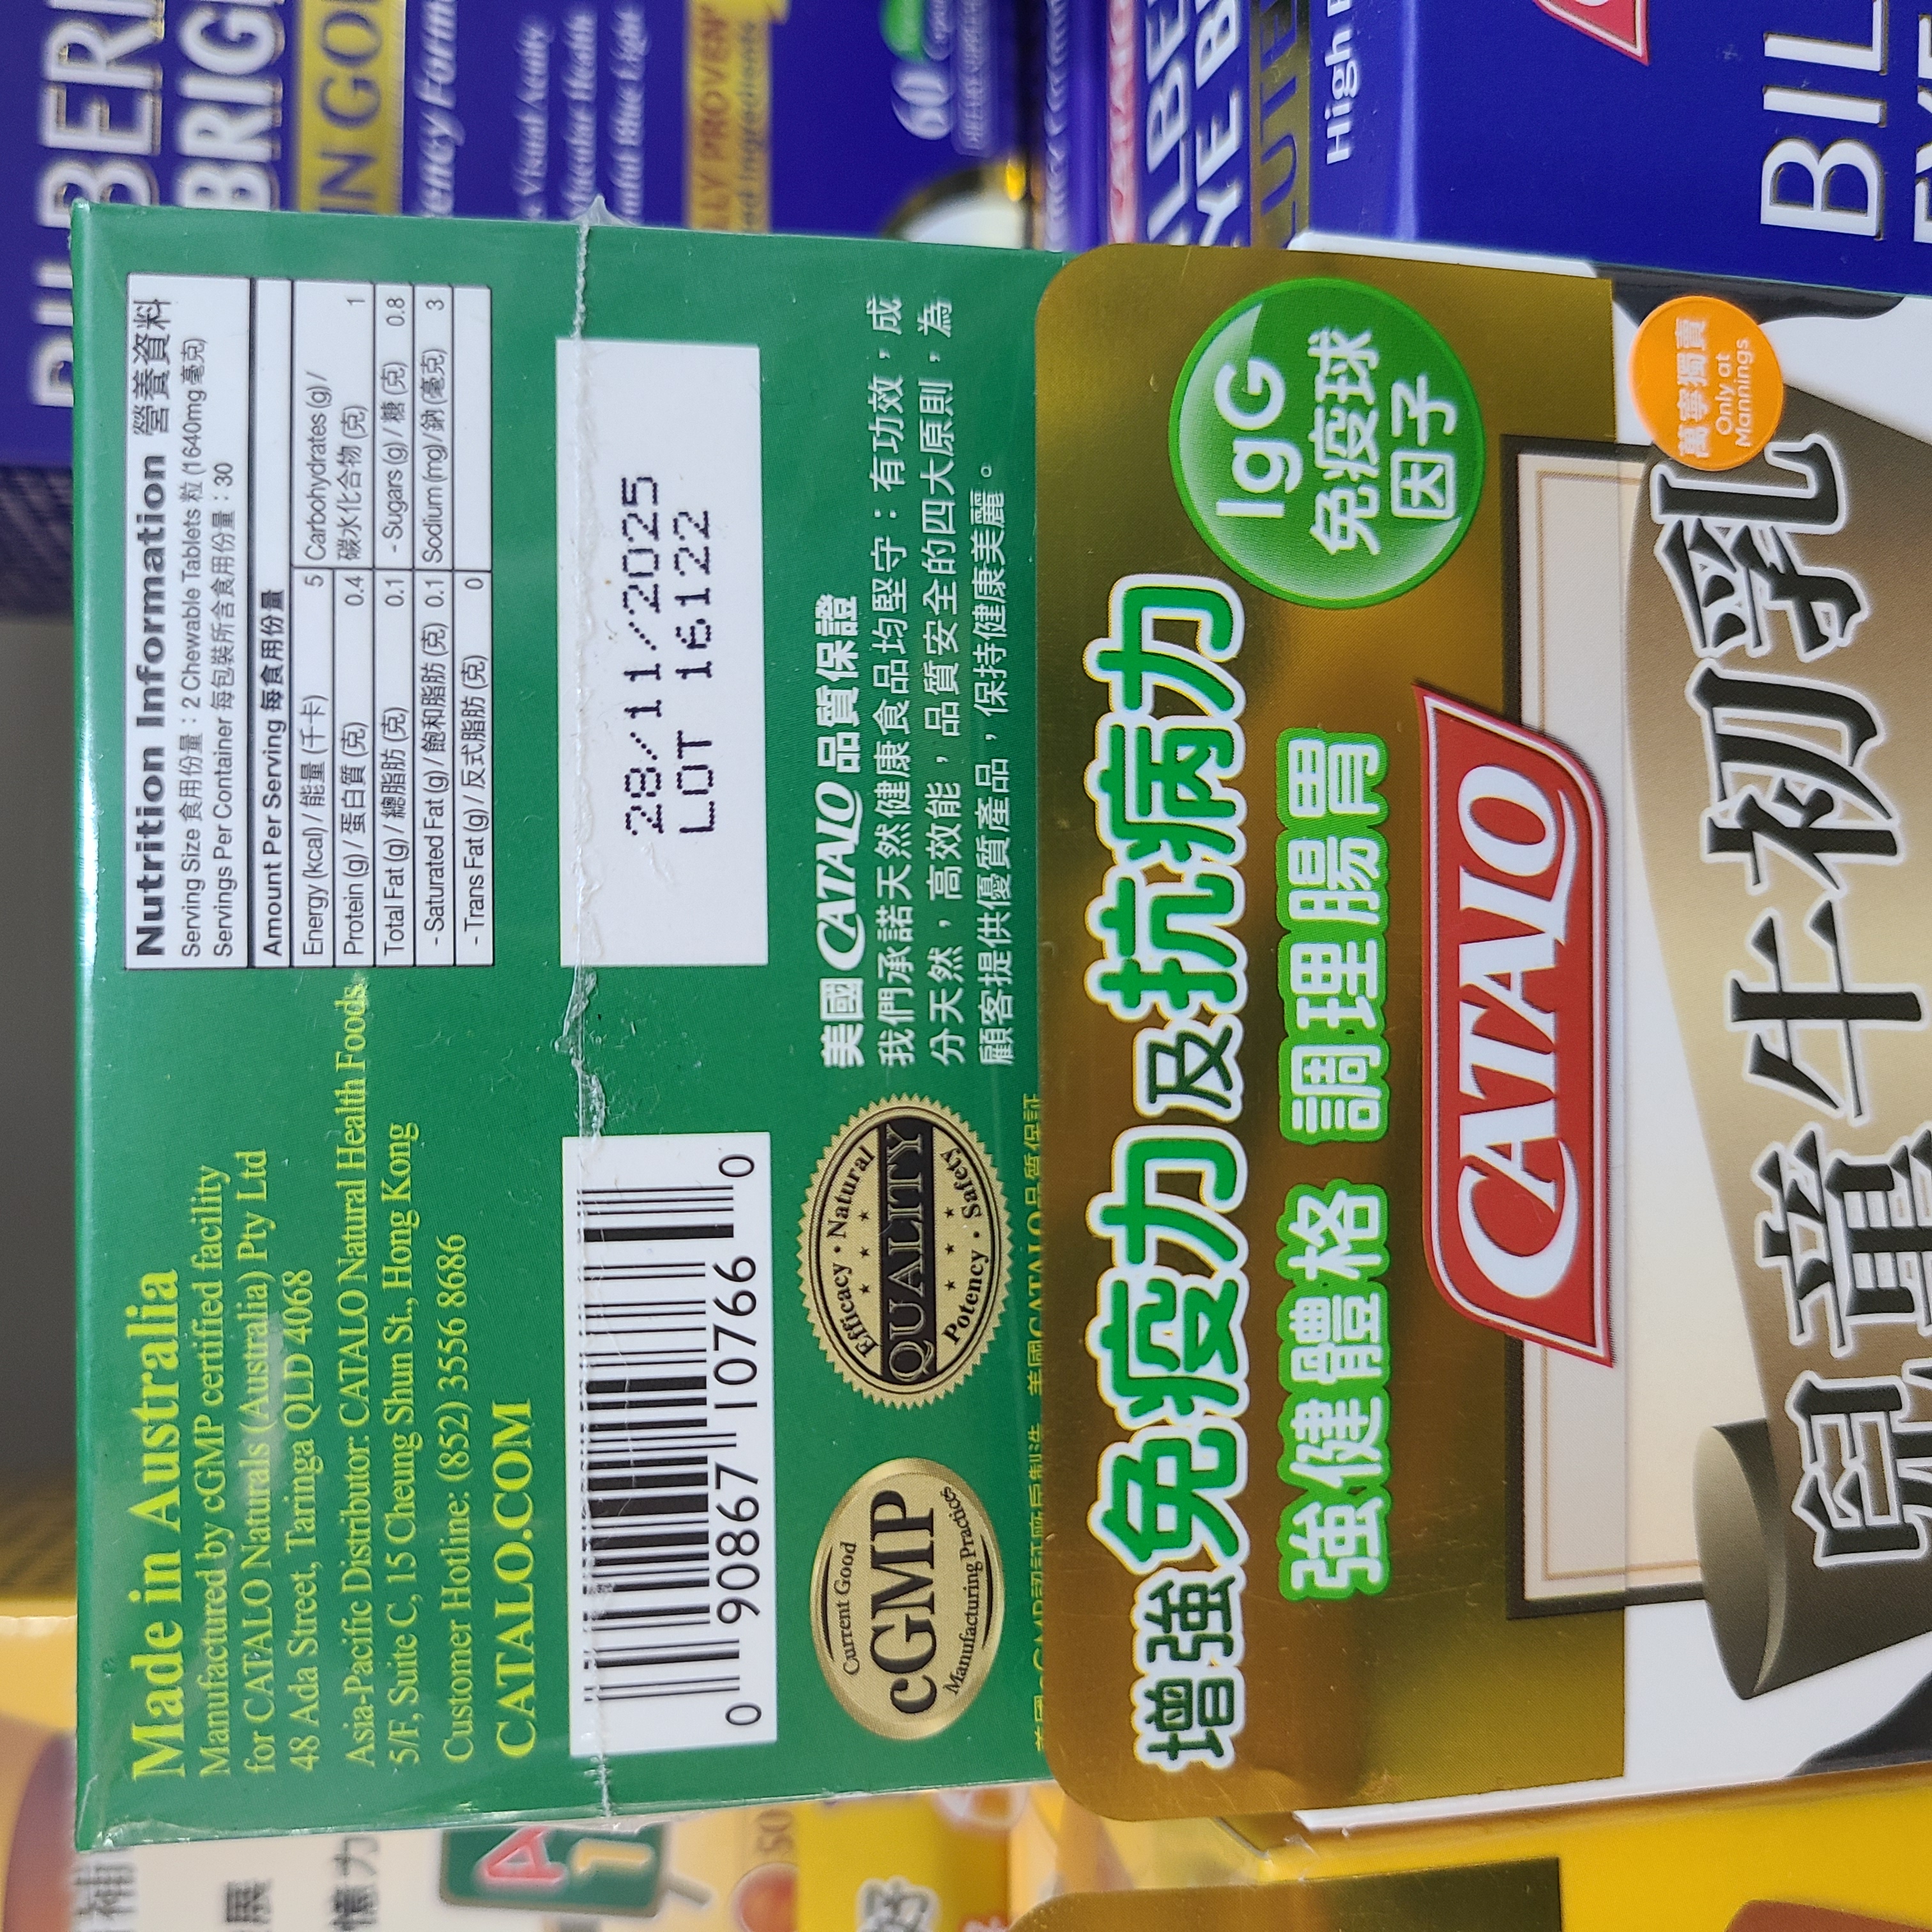 Made in Australia
Manufactured by cGMP certified facility
for CATALO Naturals (Australia) Pty Ltd
48 Ada Street, Taringa QLD 4068
Asia-Pacific Distributor: CATALO Natural Health Foods
5/F, Suite C, 15 Cheung Shun St., Hong Kong
Customer Hotline: (852) 3556 8686
CATALO.COM
Nutrition Information 營養資料
Serving Size 食用份量：2 Chewable Tablets 粒 (1640mg 毫克)
Servings Per Container 每包裝所含食用份量：30
Amount Per Serving 每食用份量
Energy (kcal) / 能量 (千卡) 5
Protein (g) / 蛋白質 (克) 0.4
Total Fat (g) / 總脂肪 (克) 0.1
- Saturated Fat (g) / 飽和脂肪 (克) 0.1
- Trans Fat (g) / 反式脂肪 (克) 0
Carbohydrates (g) /
碳水化合物 (克) 1
- Sugars (g) / 糖 (克) 0.8
Sodium (mg) / 鈉 (毫克) 3
0 90867 10766 0
28/11/2025
LOT 16122
Current Good
cGMP
Manufacturing Practices
Efficacy • Natural
QUALITY
Potency • Safety
美國 CATALO 品質保證
我們承諾天然健康食品均堅守：有功效，成
分天然，高效能，品質安全的四大原則，為
顧客提供優質產品，保持健康美麗。
增強免疫力及抗病力
強健體格 調理腸胃
IgG
免疫球
因子
CATALO
萬寧獨賣
Only at
Mannings
童牛初乳
BRIG
IN GOL
Visual Acuity
60
High
BIL